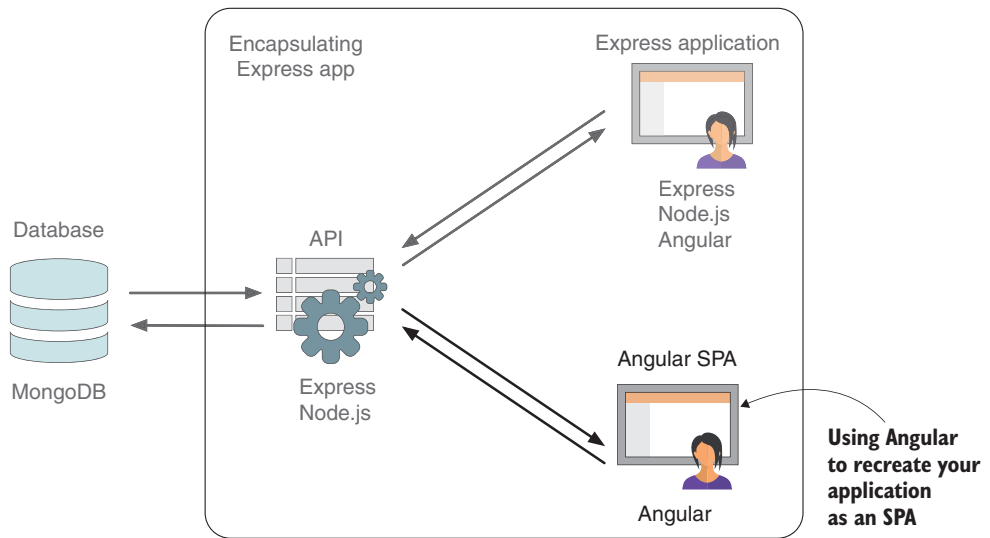 Encapsulating
Express app
Express application
Express
Node.js
Angular
Database
MongoDB
API
Express
Node.js
Angular SPA
Angular
Using Angular
to recreate your
application
as an SPA